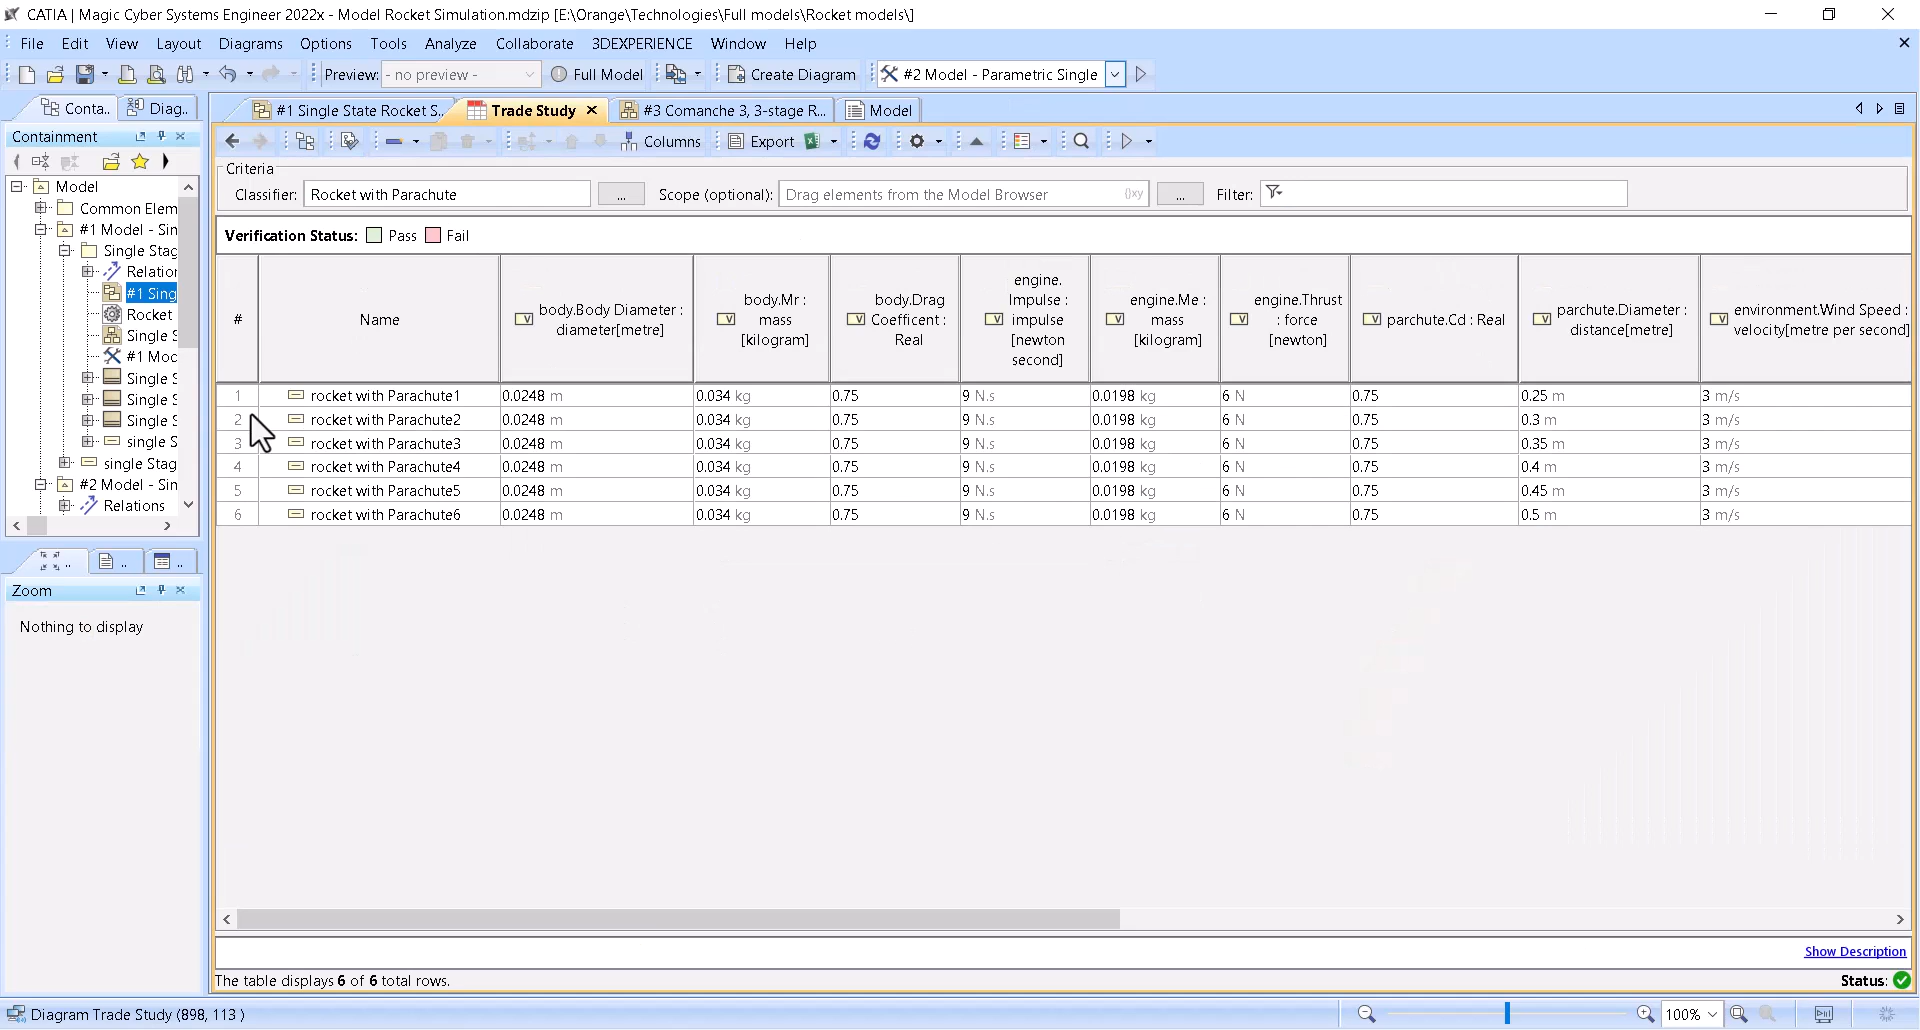 CATIA | Magic Cyber Systems Engineer 2022x - Model Rocket Simulation.mdzip [E:\Orange\Technologies\Full models\Rocket models\]
File Edit View Layout Diagrams Options Tools Analyze Collaborate 3DEXPERIENCE Window Help
Preview: - no preview - Full Model Create Diagram #2 Model - Parametric Single
Conta.. Diag..
#1 Single State Rocket S.. Trade Study #3 Comanche 3, 3-stage R... Model
Containment
Columns Export
Criteria
Classifier: Rocket with Parachute ... Scope (optional): Drag elements from the Model Browser ... Filter:
Verification Status: Pass Fail
Model
Common Elem
#1 Model - Sin
Single Stag
Relation
#1 Sing
Rocket
Single S
#1 Moc
Single S
Single S
Single S
single S
single Stag
#2 Model - Sin
Relations
# Name body.Body Diameter : diameter[metre] body.Mr : mass [kilogram] body.Drag Coefficent : Real engine. Impulse : impulse [newton second] engine.Me : mass [kilogram] engine.Thrust : force [newton] parchute.Cd : Real parchute.Diameter : distance[metre] environment.Wind Speed : velocity[metre per second]
1 rocket with Parachute1 0.0248 m 0.034 kg 0.75 9 N.s 0.0198 kg 6 N 0.75 0.25 m 3 m/s
2 rocket with Parachute2 0.0248 m 0.034 kg 0.75 9 N.s 0.0198 kg 6 N 0.75 0.3 m 3 m/s
3 rocket with Parachute3 0.0248 m 0.034 kg 0.75 9 N.s 0.0198 kg 6 N 0.75 0.35 m 3 m/s
4 rocket with Parachute4 0.0248 m 0.034 kg 0.75 9 N.s 0.0198 kg 6 N 0.75 0.4 m 3 m/s
5 rocket with Parachute5 0.0248 m 0.034 kg 0.75 9 N.s 0.0198 kg 6 N 0.75 0.45 m 3 m/s
6 rocket with Parachute6 0.0248 m 0.034 kg 0.75 9 N.s 0.0198 kg 6 N 0.75 0.5 m 3 m/s
Zoom
Nothing to display
Show Description
The table displays 6 of 6 total rows.
Status:
Diagram Trade Study (898, 113 )
100%